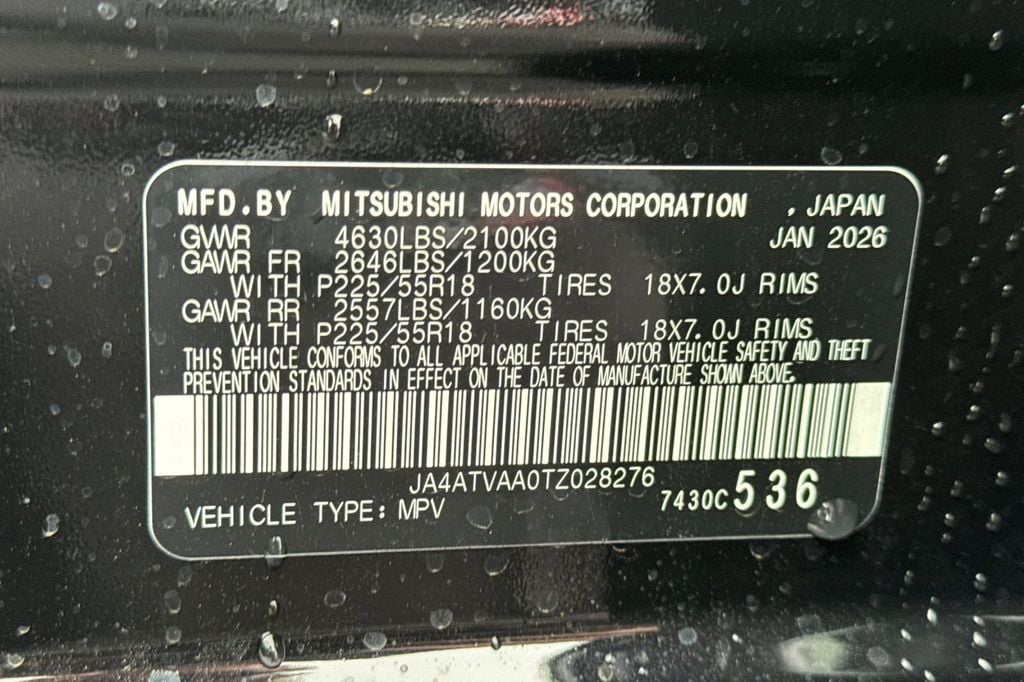 MFD.BY MITSUBISHI MOTORS CORPORATION , JAPAN
GVWR 4630LBS/2100KG JAN 2026
GAWR FR 2646LBS/1200KG
WITH P225/55R18 TIRES 18X7.0J RIMS
GAWR RR 2557LBS/1160KG
WITH P225/55R18 TIRES 18X7.0J RIMS
THIS VEHICLE CONFORMS TO ALL APPLICABLE FEDERAL MOTOR VEHICLE SAFETY AND THEFT
PREVENTION STANDARDS IN EFFECT ON THE DATE OF MANUFACTURE SHOWN ABOVE.
JA4ATVAA0TZ028276
VEHICLE TYPE: MPV 7430C 536